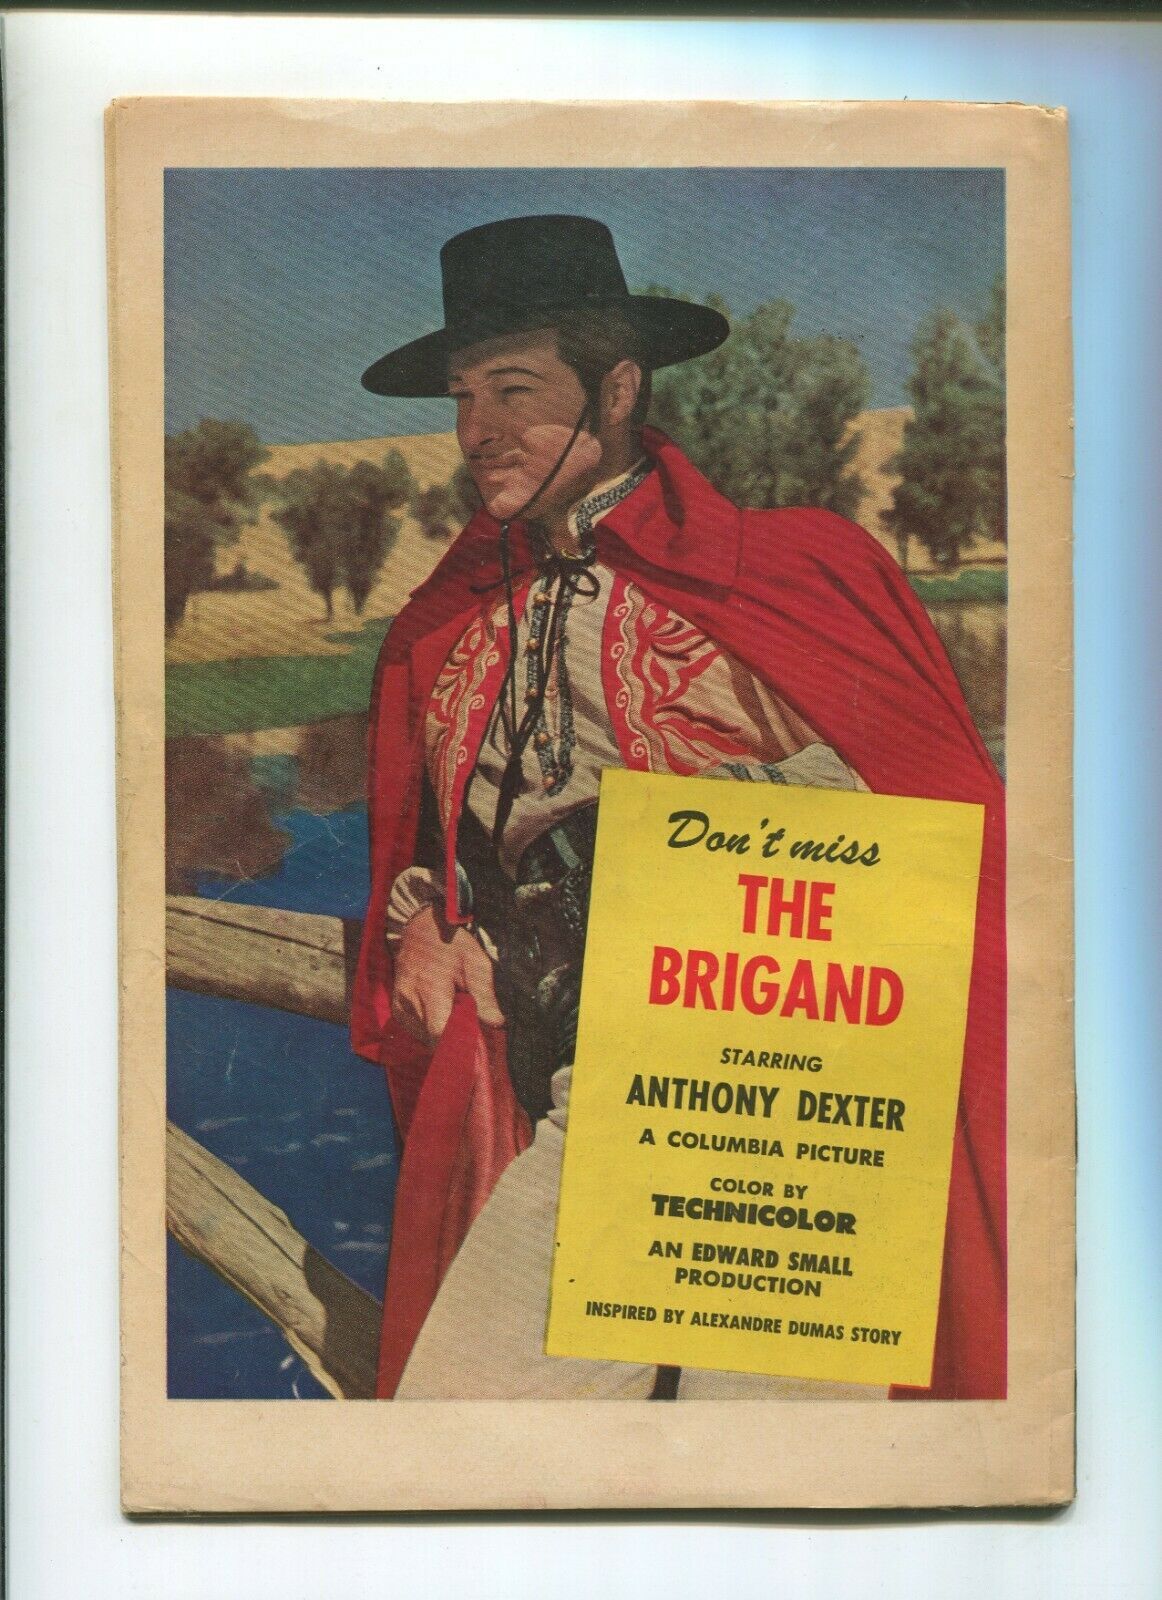 Don't miss
THE
BRIGAND
STARRING
ANTHONY DEXTER
A COLUMBIA PICTURE
COLOR BY
TECHNICOLOR
AN EDWARD SMALL
PRODUCTION
INSPIRED BY ALEXANDRE DUMAS STORY